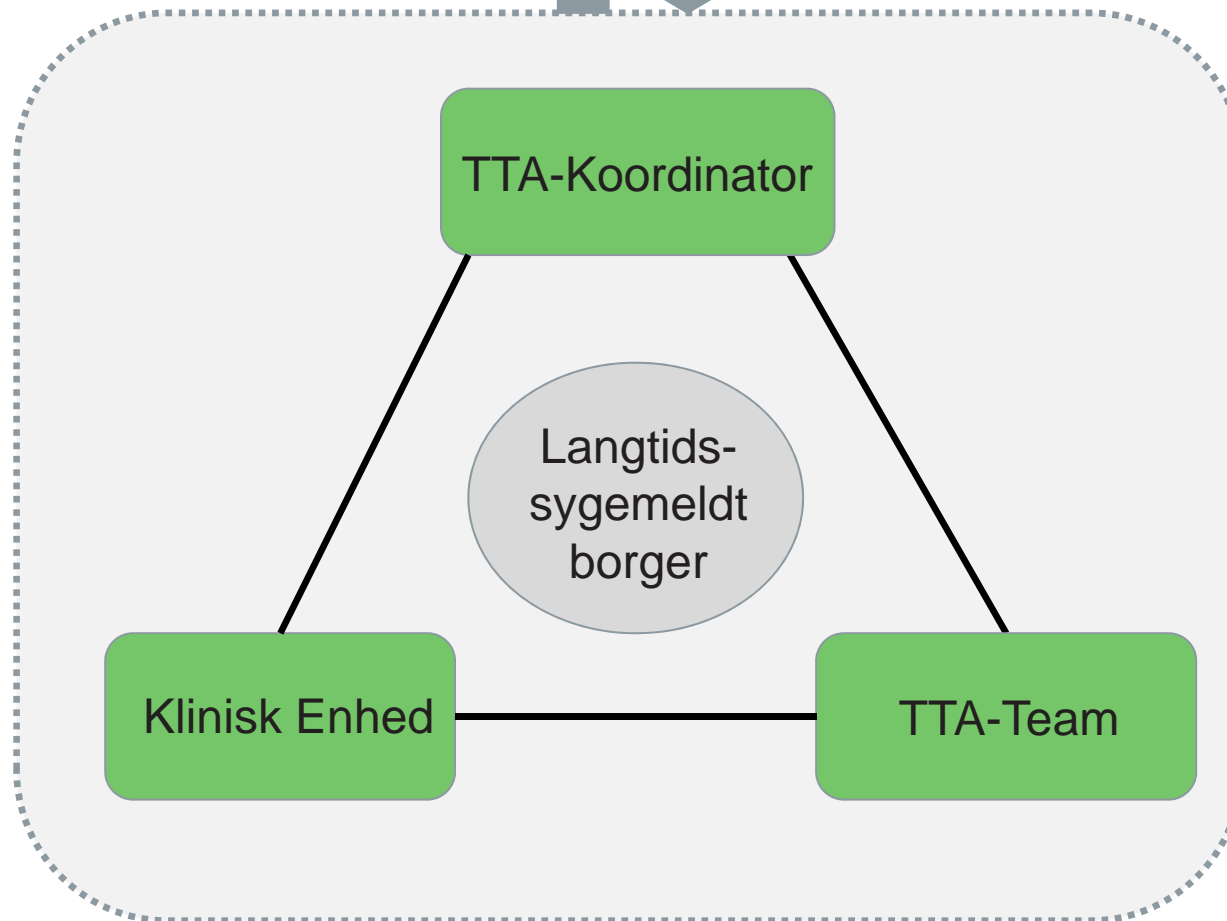 TTA-Koordinator
Langtids-
sygemeldt
borger
Klinisk Enhed
TTA-Team